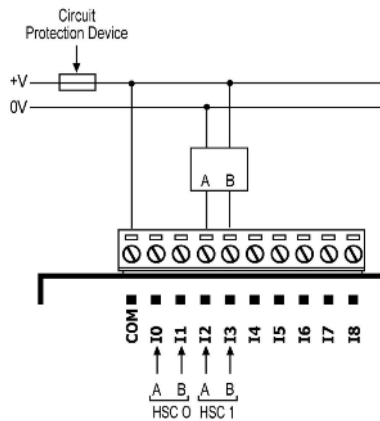 Circuit
Protection Device
+V
0V
A B
COM I0 I1 I2 I3 I4 I5 I6 I7 I8
A B A B
HSC 0 HSC 1